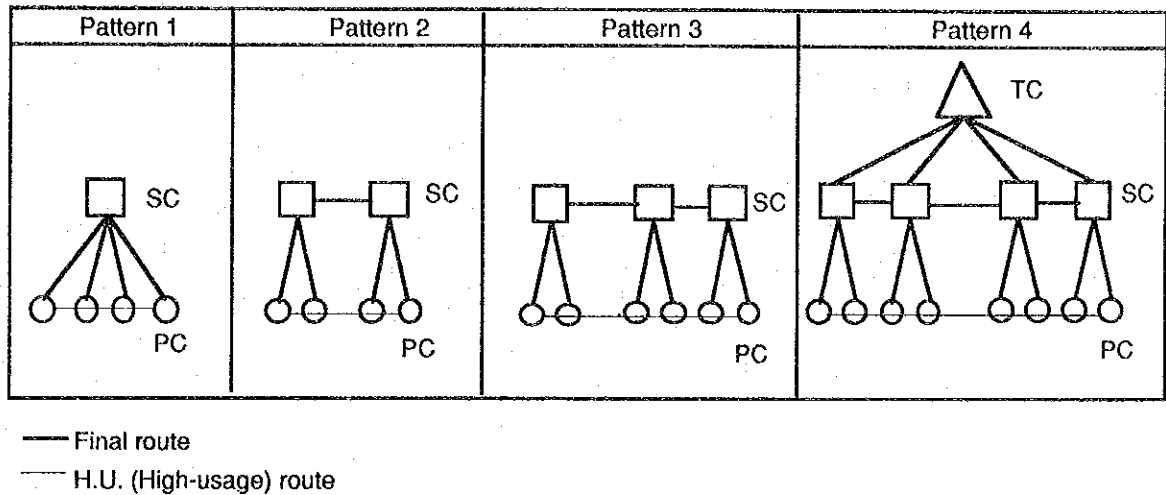 Pattern 1 Pattern 2 Pattern 3 Pattern 4
TC
SC SC SC SC
PC PC PC PC
Final route
H.U. (High-usage) route